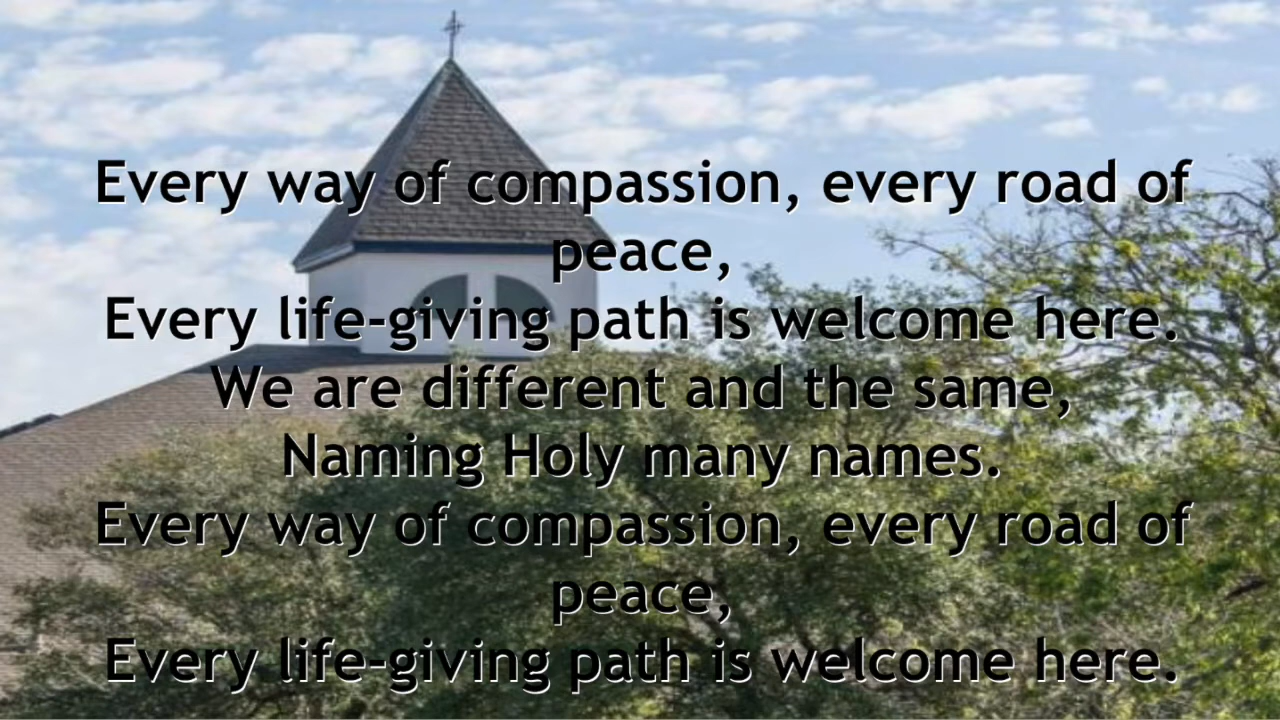 Every way of compassion, every road of
peace,
Every life-giving path is welcome here.
We are different and the same,
Naming Holy many names.
Every way of compassion, every road of
peace,
Every life-giving path is welcome here.